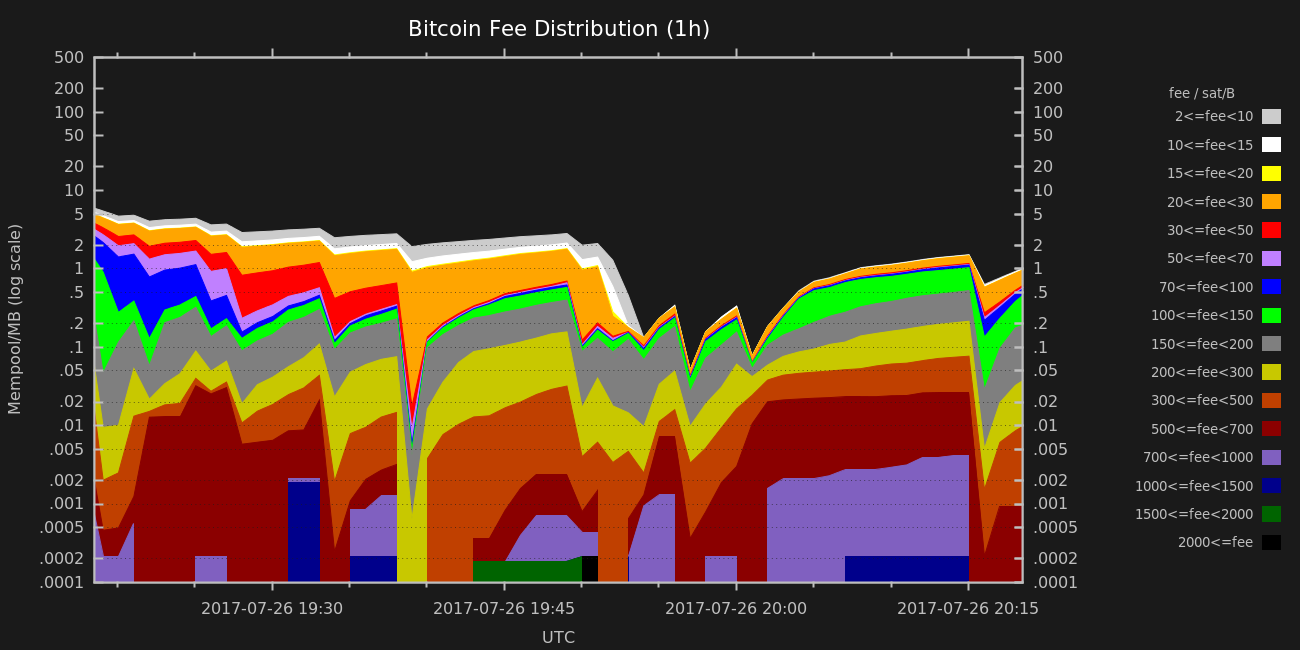 Bitcoin Fee Distribution (1h)
500
200
100
50
20
10
5
2
1
.5
.2
.1
.05
.02
.01
.005
.002
.001
.0005
.0002
.0001
Mempool/MB (log scale)
500
200
100
50
20
10
5
2
1
.5
.2
.1
.05
.02
.01
.005
.002
.001
.0005
.0002
.0001
2017-07-26 19:30
2017-07-26 19:45
2017-07-26 20:00
2017-07-26 20:15
UTC
fee / sat/B
2<=fee<10
10<=fee<15
15<=fee<20
20<=fee<30
30<=fee<50
50<=fee<70
70<=fee<100
100<=fee<150
150<=fee<200
200<=fee<300
300<=fee<500
500<=fee<700
700<=fee<1000
1000<=fee<1500
1500<=fee<2000
2000<=fee